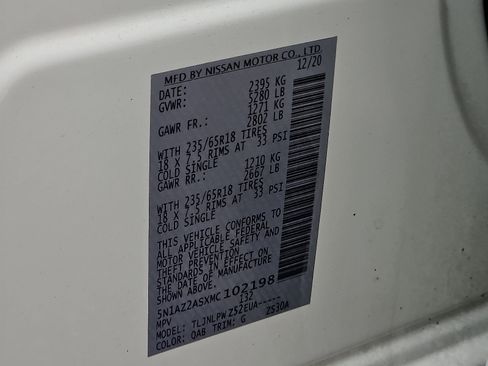 MFD BY NISSAN MOTOR CO., LTD.
DATE: 12/20
GVWR: 2395 KG
5280 LB
GAWR FR.: 1271 KG
2802 LB
WITH 235/65R18 TIRES
18 X 7.5 RIMS AT 33 PSI
COLD SINGLE
GAWR RR.: 1210 KG
2667 LB
WITH 235/65R18 TIRES
18 X 7.5 RIMS AT 33 PSI
COLD SINGLE
THIS VEHICLE CONFORMS TO
ALL APPLICABLE FEDERAL
MOTOR VEHICLE SAFETY AND
THEFT PREVENTION
STANDARDS IN EFFECT ON
THE DATE OF MANUFACTURE
SHOWN ABOVE.
5N1AZ2ASXMC102198
MPV 132
MODEL: TLJNLPWZ52EUA-----
COLOR: QAB TRIM: G ZS30A